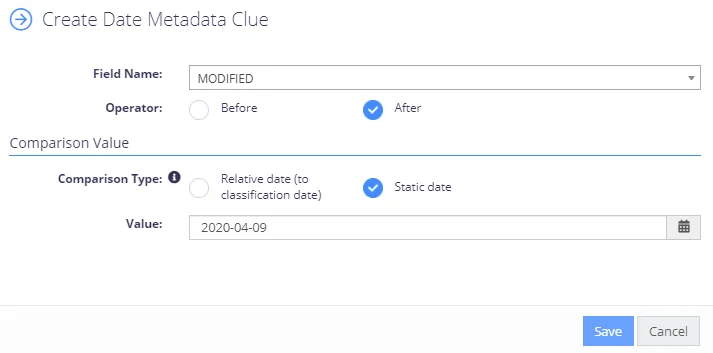 Create Date Metadata Clue
Field Name: MODIFIED
Operator: Before After
Comparison Value
Comparison Type: Relative date (to classification date) Static date
Value: 2020-04-09
Save Cancel